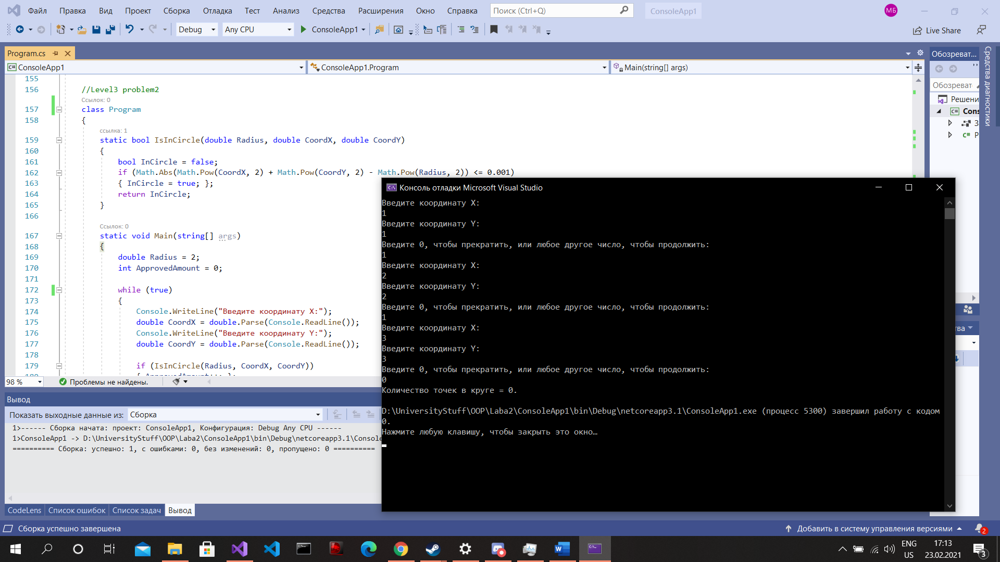 Файл Правка Вид Проект Сборка Отладка Тест Анализ Средства Расширения Окно Справка Поиск (Ctrl+Q) ConsoleApp1 МБ
Debug Any CPU ConsoleApp1 Live Share
Program.cs
ConsoleApp1 ConsoleApp1.Program Main(string[] args)
155
156 //Level3 problem2
Ссылок: 0
157 class Program
158 {
ссылка: 1
159 static bool IsInCircle(double Radius, double CoordX, double CoordY)
160 {
161 bool InCircle = false;
162 if (Math.Abs(Math.Pow(CoordX, 2) + Math.Pow(CoordY, 2) - Math.Pow(Radius, 2)) <= 0.001)
163 { InCircle = true; };
164 return InCircle;
165 }
166
Ссылок: 0
167 static void Main(string[] args)
168 {
169 double Radius = 2;
170 int ApprovedAmount = 0;
171
172 while (true)
173 {
174 Console.WriteLine("Введите координату X:");
175 double CoordX = double.Parse(Console.ReadLine());
176 Console.WriteLine("Введите координату Y:");
177 double CoordY = double.Parse(Console.ReadLine());
178
179 if (IsInCircle(Radius, CoordX, CoordY))
98 % Проблемы не найдены.
Вывод
Показать выходные данные из: Сборка
1>------ Сборка начата: проект: ConsoleApp1, Конфигурация: Debug Any CPU ------
1>ConsoleApp1 -> D:\UniversityStuff\OOP\Laba2\ConsoleApp1\bin\Debug\netcoreapp3.1\Consol
========== Сборка: успешно: 1, с ошибками: 0, без изменений: 0, пропущено: 0 ==========
CodeLens Список ошибок Список задач Вывод
Консоль отладки Microsoft Visual Studio
Введите координату X:
1
Введите координату Y:
1
Введите 0, чтобы прекратить, или любое другое число, чтобы продолжить:
1
Введите координату X:
2
Введите координату Y:
2
Введите 0, чтобы прекратить, или любое другое число, чтобы продолжить:
1
Введите координату X:
3
Введите координату Y:
3
Введите 0, чтобы прекратить, или любое другое число, чтобы продолжить:
0
Количество точек в круге = 0.
D:\UniversityStuff\OOP\Laba2\ConsoleApp1\bin\Debug\netcoreapp3.1\ConsoleApp1.exe (процесс 5300) завершил работу с кодом
0.
Нажмите любую клавишу, чтобы закрыть это окно…
Обозреват...
Обозреват
Решени
Cons
З
P
ва
Средства диагностики
Сборка успешно завершена Добавить в систему управления версиями 2
ENG
US
17:13
23.02.2021
3